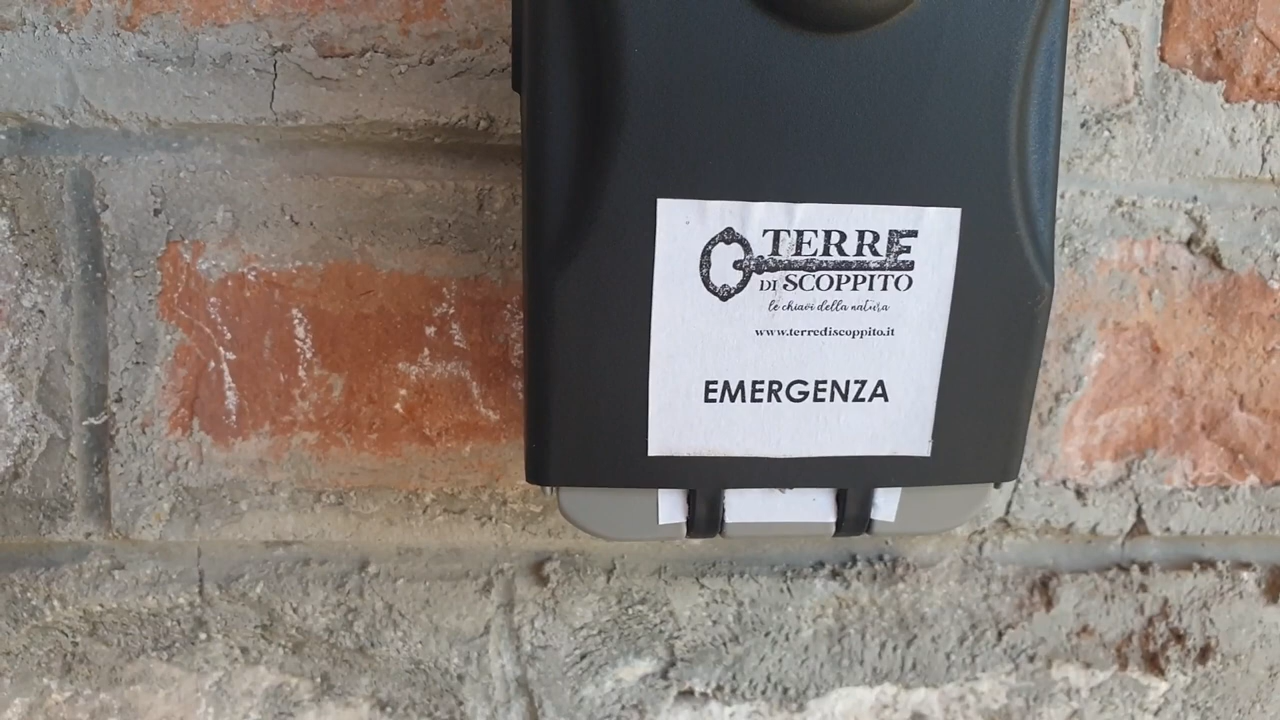 TERRE
DI SCOPPITO
le chiavi della natura
www.terrediscoppito.it
EMERGENZA